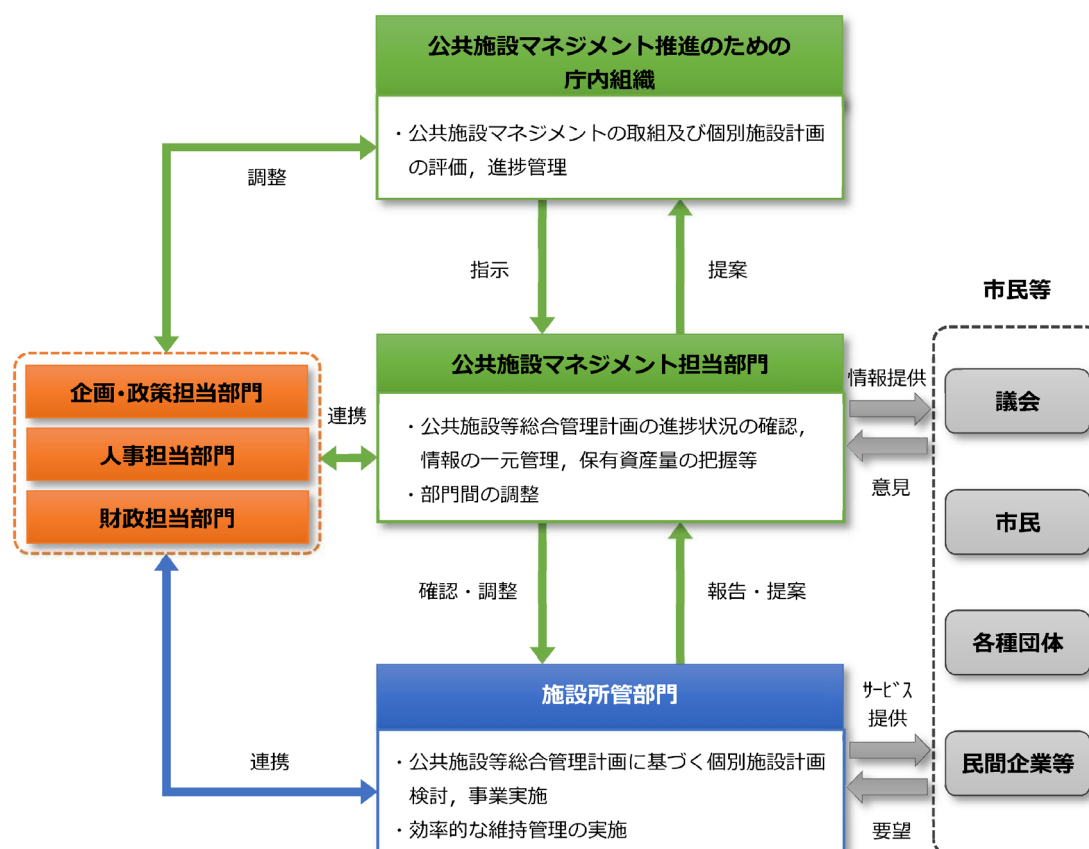 公共施設マネジメント推進のための
庁内組織
・公共施設マネジメントの取組及び個別施設計画
の評価，進捗管理
調整
指示
提案
市民等
企画・政策担当部門
人事担当部門
財政担当部門
連携
公共施設マネジメント担当部門
・公共施設等総合管理計画の進捗状況の確認，
情報の一元管理，保有資産量の把握等
・部門間の調整
情報提供
意見
議会
市民
各種団体
民間企業等
確認・調整
報告・提案
連携
施設所管部門
・公共施設等総合管理計画に基づく個別施設計画
検討，事業実施
・効率的な維持管理の実施
ｻｰﾋﾞｽ
提供
要望